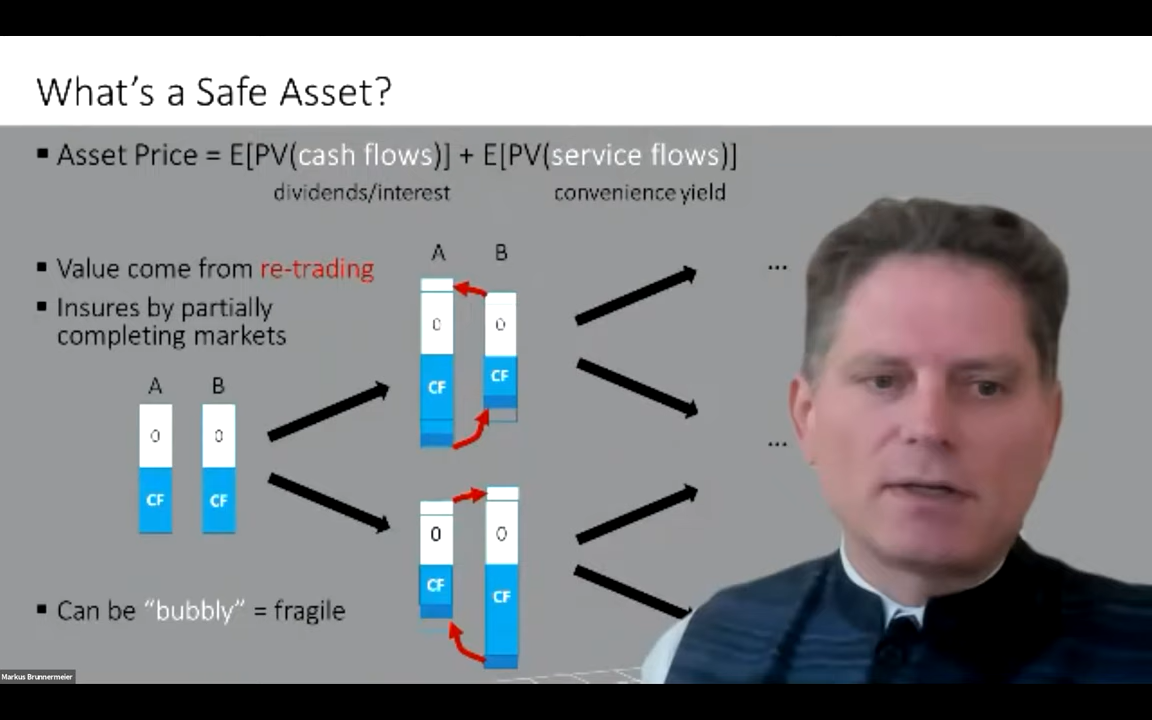 What's a Safe Asset?
▪ Asset Price = E[PV(cash flows)] + E[PV(service flows)]
dividends/interest convenience yield
▪ Value come from re-trading
▪ Insures by partially
completing markets
A B
0 0
CF CF
A B
0 0
CF CF
0 0
CF CF
...
...
▪ Can be "bubbly" = fragile
Markus Brunnermeier